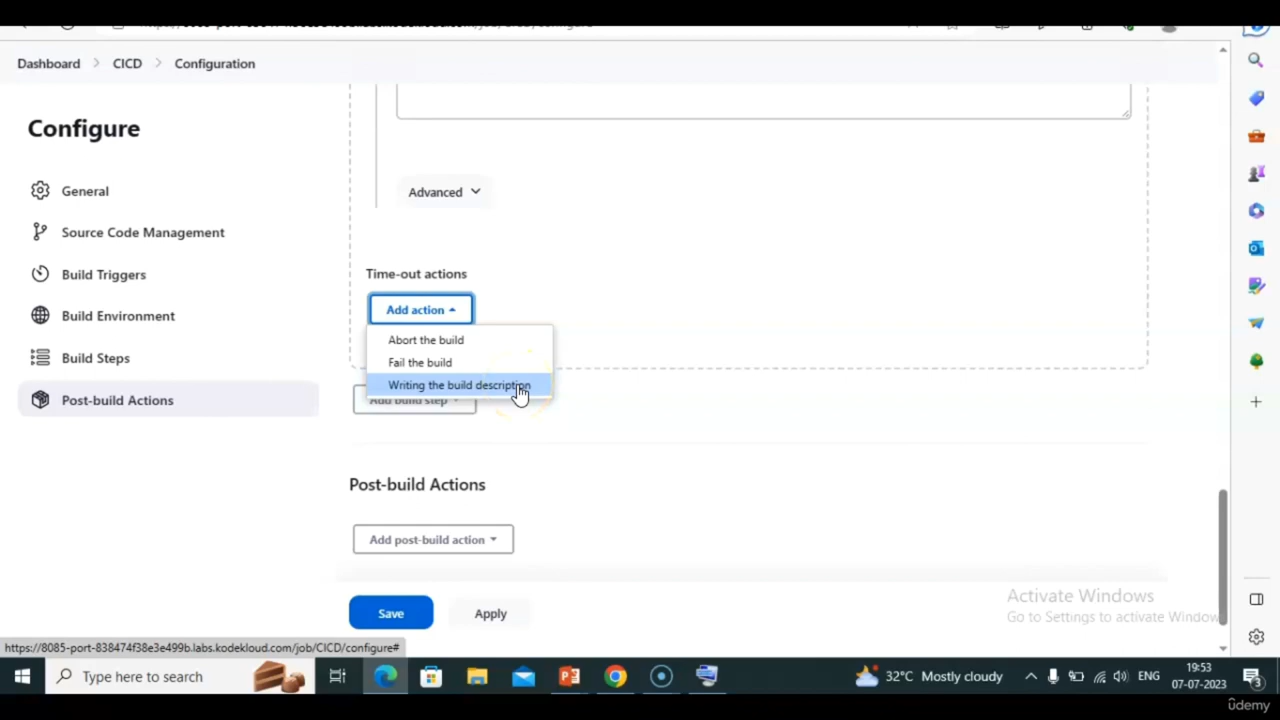 Dashboard > CICD > Configuration
Configure
General
Source Code Management
Build Triggers
Build Environment
Build Steps
Post-build Actions
Advanced
Time-out actions
Add action
Abort the build
Fail the build
Writing the build description
Add build step
Post-build Actions
Add post-build action
Save
Apply
Activate Windows
Go to Settings to activate Window
https://8085-port-838474f38e3e499b.labs.kodekloud.com/job/CICD/configure#
Type here to search
32°C Mostly cloudy
ENG
19:53
07-07-2023
3
ûdemy